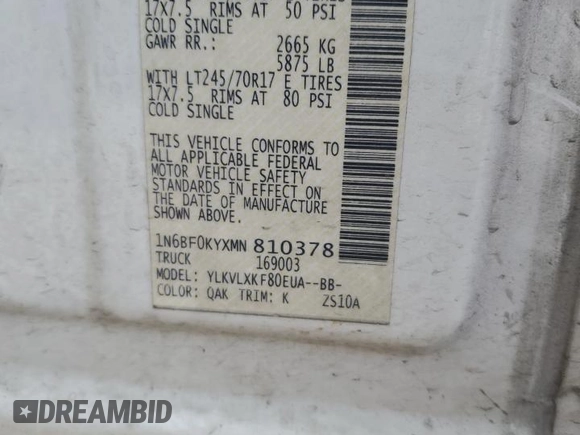 17X7.5 RIMS AT 50 PSI
COLD SINGLE
GAWR RR.: 2665 KG
5875 LB
WITH LT245/70R17 E TIRES
17X7.5 RIMS AT 80 PSI
COLD SINGLE
THIS VEHICLE CONFORMS TO
ALL APPLICABLE FEDERAL
MOTOR VEHICLE SAFETY
STANDARDS IN EFFECT ON
THE DATE OF MANUFACTURE
SHOWN ABOVE.
1N6BF0KYXMN 810378
TRUCK 169003
MODEL: YLKVLXKF80EUA--BB-
COLOR: QAK TRIM: K ZS10A
DREAMBID